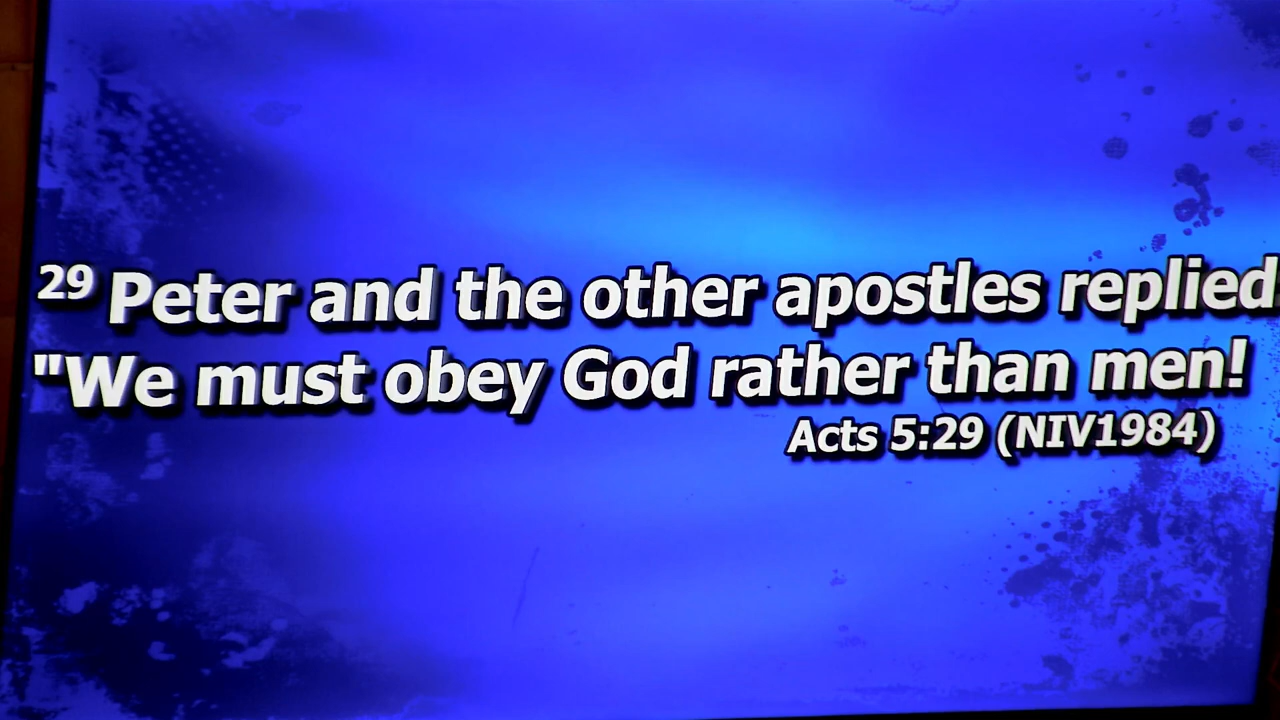 29 Peter and the other apostles replied
"We must obey God rather than men!
Acts 5:29 (NIV1984)